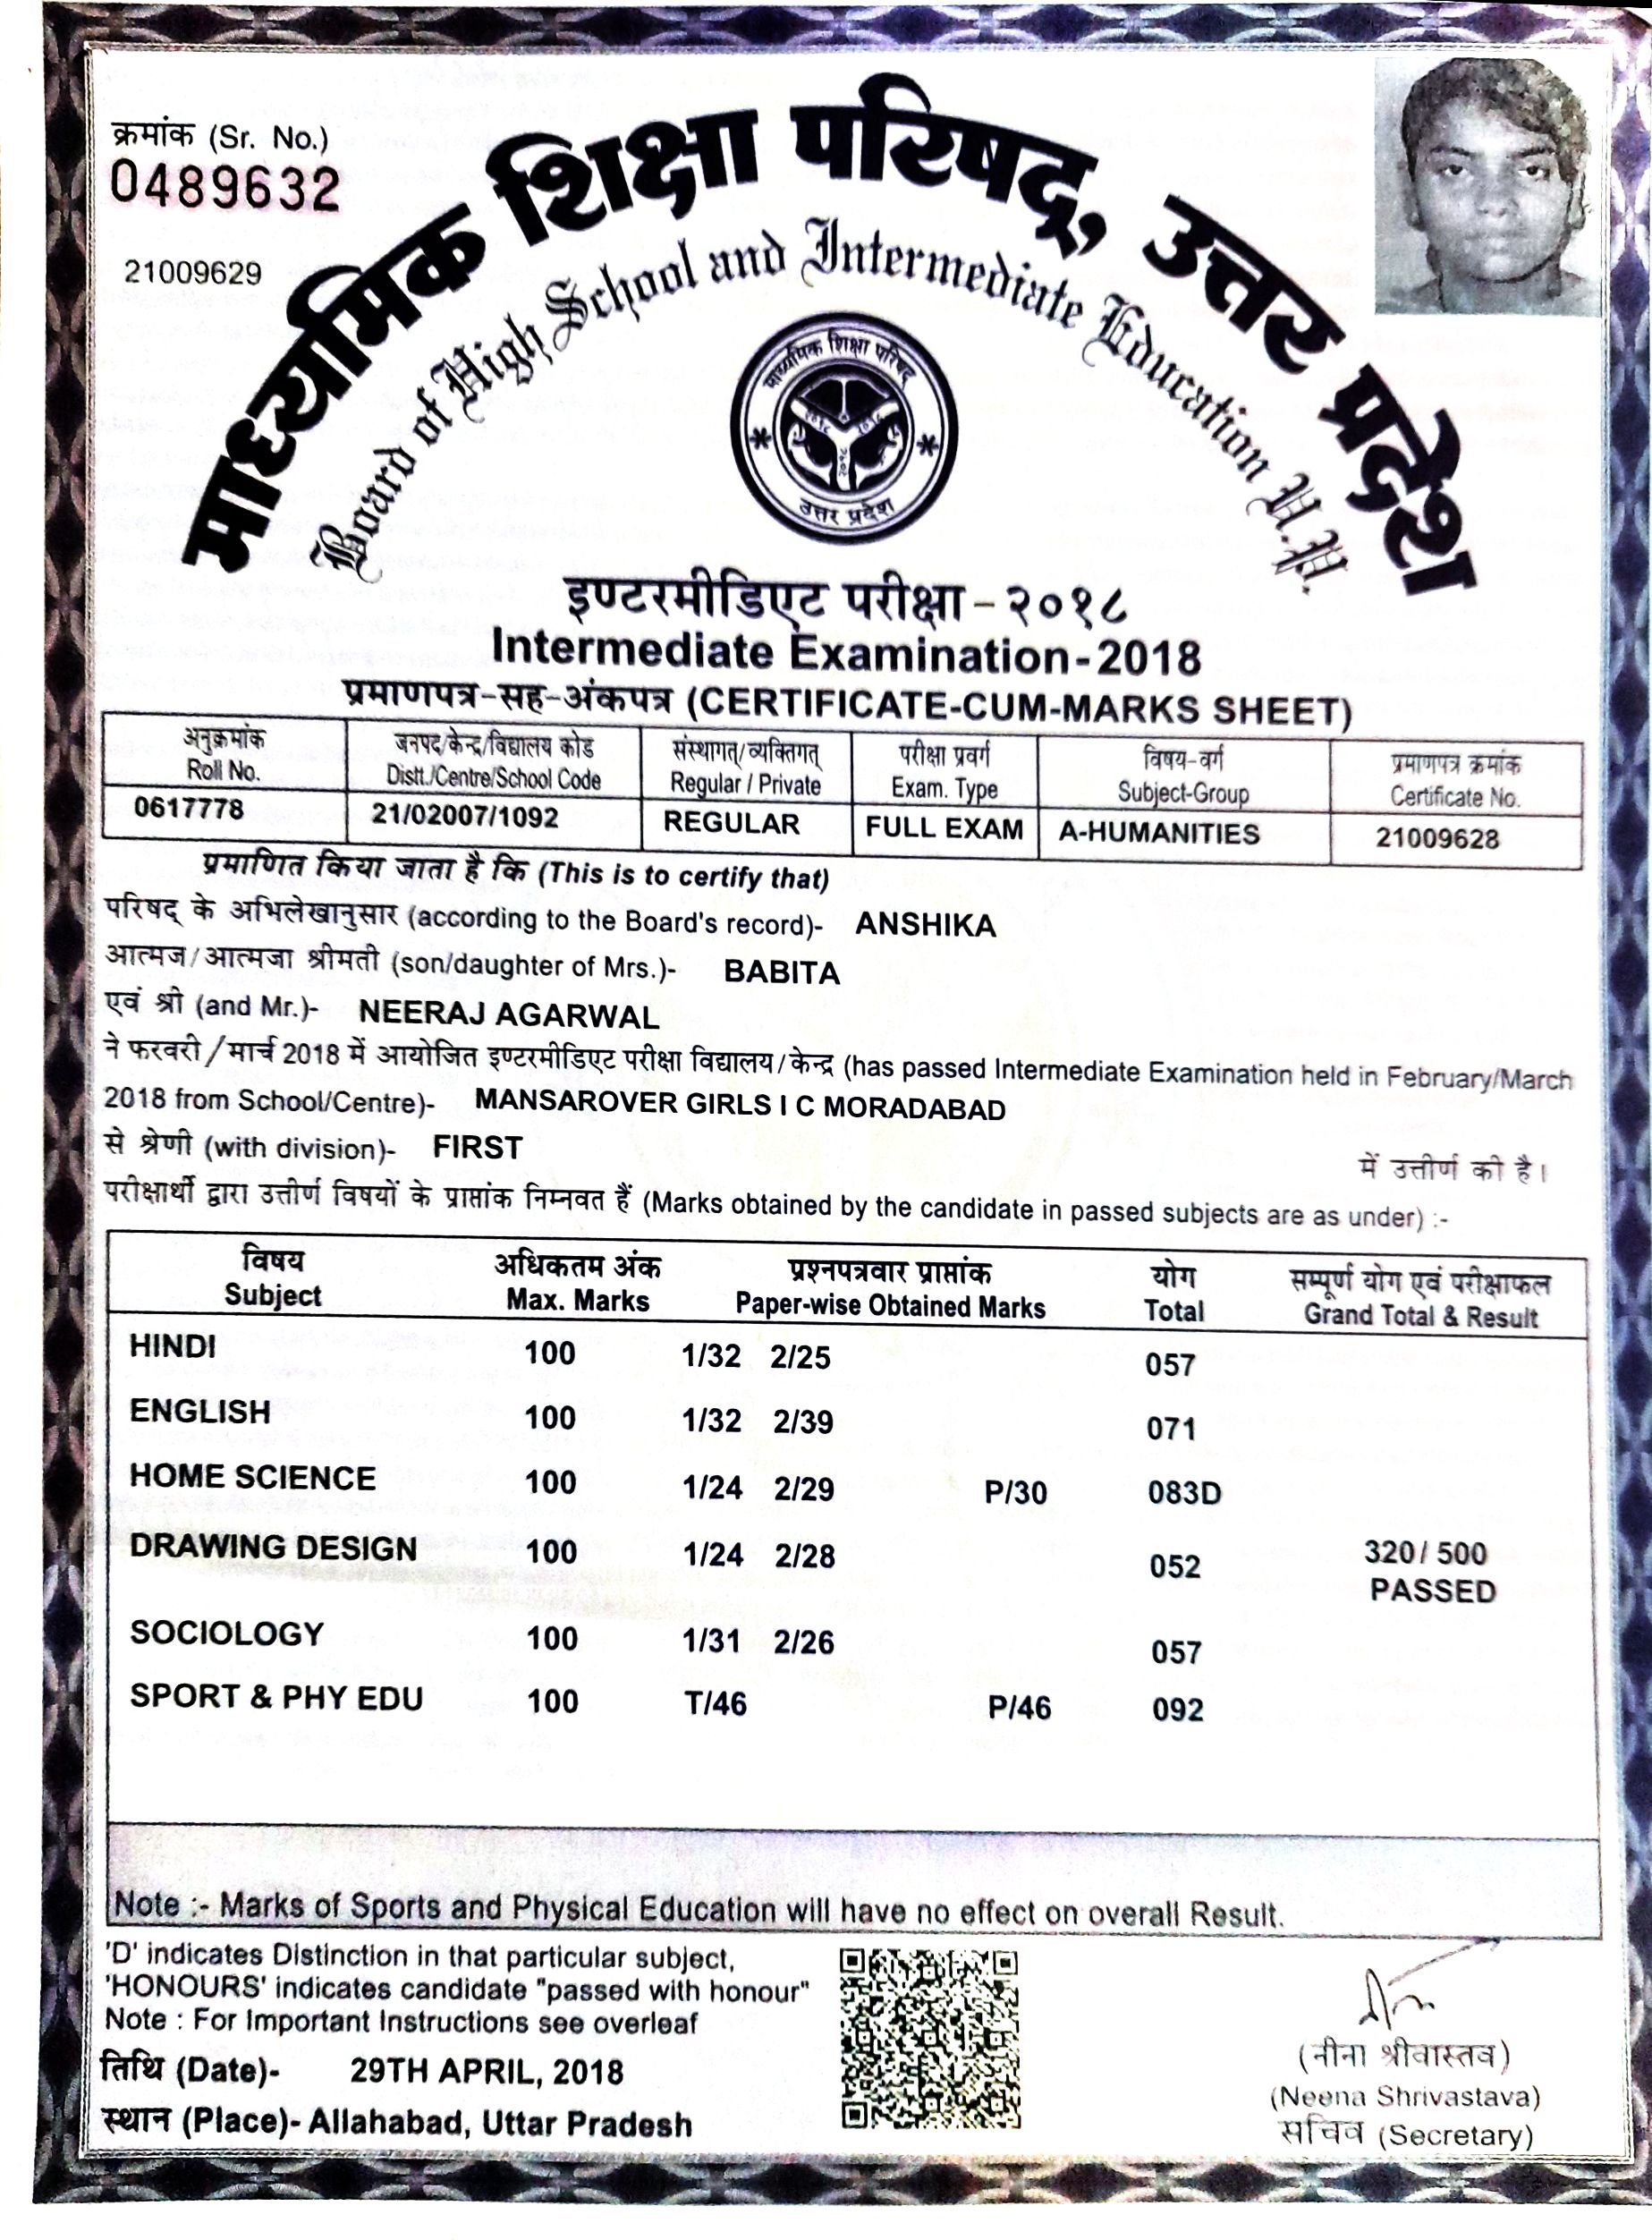 क्रमांक (Sr. No.)
0489632
21009629
माध्यमिक शिक्षा परिषद्, उत्तर प्रदेश
Board of High School and Intermediate Education U.P.
माध्यमिक शिक्षा परिषद
उत्तर प्रदेश
इण्टरमीडिएट परीक्षा - २०१८
Intermediate Examination-2018
प्रमाणपत्र-सह-अंकपत्र (CERTIFICATE-CUM-MARKS SHEET)
अनुक्रमांक जनपद/केन्द्र/विद्यालय कोड संस्थागत्/व्यक्तिगत् परीक्षा प्रवर्ग विषय-वर्ग प्रमाणपत्र क्रमांक
Roll No. Distt./Centre/School Code Regular / Private Exam. Type Subject-Group Certificate No.
0617778 21/02007/1092 REGULAR FULL EXAM A-HUMANITIES 21009628
प्रमाणित किया जाता है कि (This is to certify that)
परिषद् के अभिलेखानुसार (according to the Board's record)- ANSHIKA
आत्मज/आत्मजा श्रीमती (son/daughter of Mrs.)- BABITA
एवं श्री (and Mr.)- NEERAJ AGARWAL
ने फरवरी/मार्च 2018 में आयोजित इण्टरमीडिएट परीक्षा विद्यालय/केन्द्र (has passed Intermediate Examination held in February/March
2018 from School/Centre)- MANSAROVER GIRLS I C MORADABAD
से श्रेणी (with division)- FIRST में उत्तीर्ण की है।
परीक्षार्थी द्वारा उत्तीर्ण विषयों के प्राप्तांक निम्नवत हैं (Marks obtained by the candidate in passed subjects are as under) :-
विषय अधिकतम अंक प्रश्नपत्रवार प्राप्तांक योग सम्पूर्ण योग एवं परीक्षाफल
Subject Max. Marks Paper-wise Obtained Marks Total Grand Total & Result
HINDI 100 1/32 2/25 057
ENGLISH 100 1/32 2/39 071
HOME SCIENCE 100 1/24 2/29 P/30 083D
DRAWING DESIGN 100 1/24 2/28 052 320/ 500
PASSED
SOCIOLOGY 100 1/31 2/26 057
SPORT & PHY EDU 100 T/46 P/46 092
Note :- Marks of Sports and Physical Education will have no effect on overall Result.
'D' indicates Distinction in that particular subject,
'HONOURS' indicates candidate "passed with honour"
Note : For Important Instructions see overleaf
तिथि (Date)- 29TH APRIL, 2018
स्थान (Place)- Allahabad, Uttar Pradesh
(नीना श्रीवास्तव)
(Neena Shrivastava)
सचिव (Secretary)